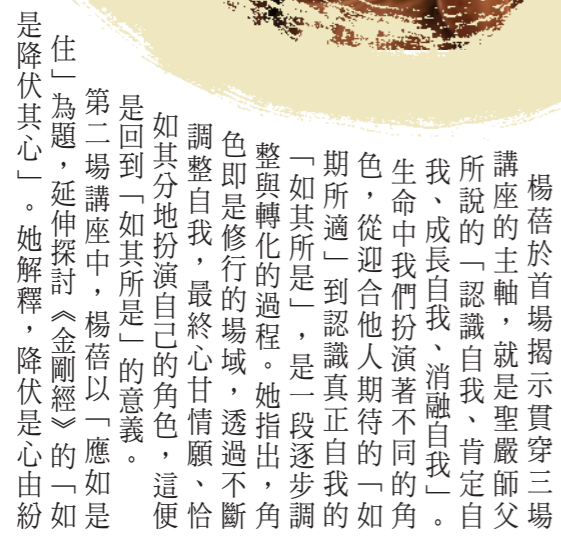 楊蓓於首場揭示貫穿三場
講座的主軸，就是聖嚴師父
所說的「認識自我、肯定自
我、成長自我、消融自我」。
生命中我們扮演著不同的角
色，從迎合他人期待的「如
期所適」到認識真正自我的
「如其所是」，是一段逐步調
整與轉化的過程。她指出，角
色即是修行的場域，透過不斷
調整自我，最終心甘情願、恰
如其分地扮演自己的角色，這便
是回到「如其所是」的意義。
第二場講座中，楊蓓以「應如是
住」為題，延伸探討《金剛經》的「如
是降伏其心」。她解釋，降伏是心由紛